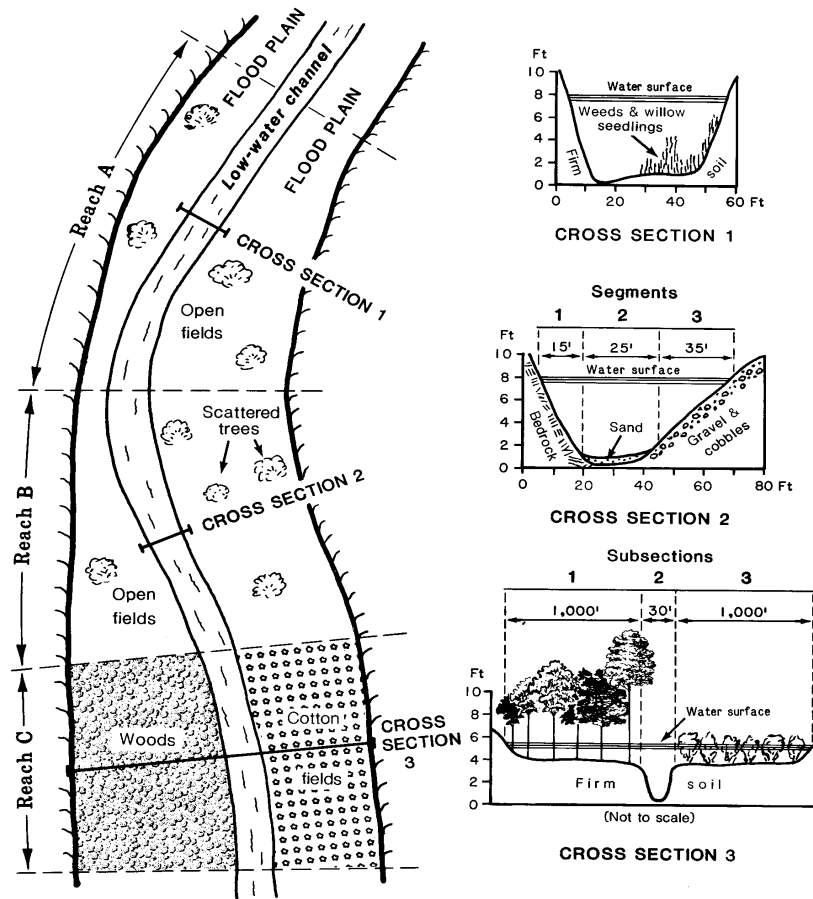 FLOOD PLAIN
Low-water channel
FLOOD PLAIN
Reach A
CROSS SECTION 1
Open
fields
Scattered
trees
Reach B
CROSS SECTION 2
Open
fields
Reach C
Woods
Cotton
fields
CROSS
SECTION
3
Ft
10
8
6
4
2
0
Water surface
Weeds & willow
seedlings
Firm
soil
0 20 40 60 Ft
CROSS SECTION 1
Segments
1 2 3
Ft
10
8
6
4
2
0
15' 25' 35'
Water surface
Bedrock
Sand
Gravel &
cobbles
0 20 40 60 80 Ft
CROSS SECTION 2
Subsections
1 2 3
1,000' 30' 1,000'
Ft
10
8
6
4
2
0
Water surface
Firm soil
(Not to scale)
CROSS SECTION 3